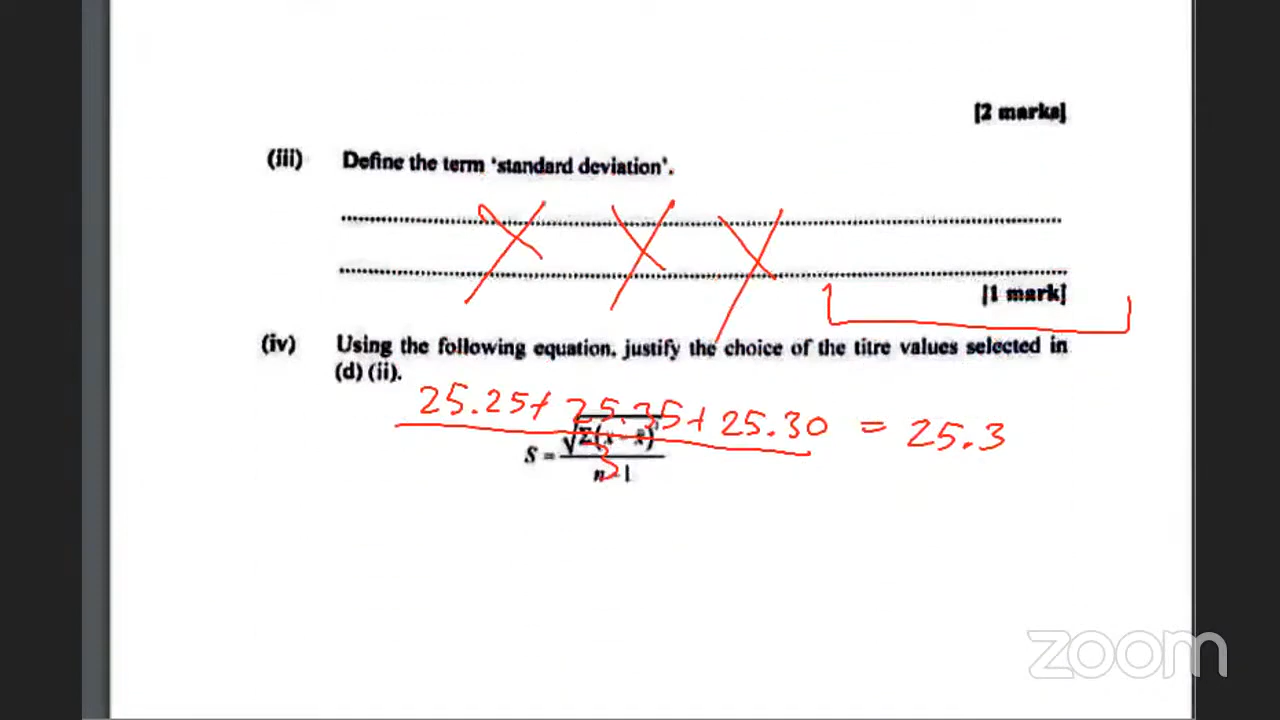 [2 marks]
(iii) Define the term ‘standard deviation’.
[1 mark]
(iv) Using the following equation, justify the choice of the titre values selected in
(d) (ii).
25.25+ 25.35+ 25.30 = 25.3
3
S = √Σ(x – x̄)
n – 1
zoom